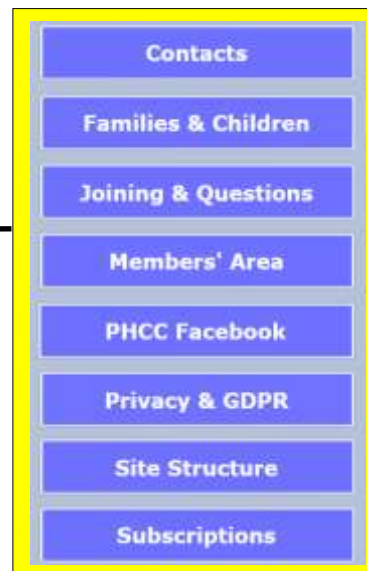 Contacts
Families & Children
Joining & Questions
Members' Area
PHCC Facebook
Privacy & GDPR
Site Structure
Subscriptions